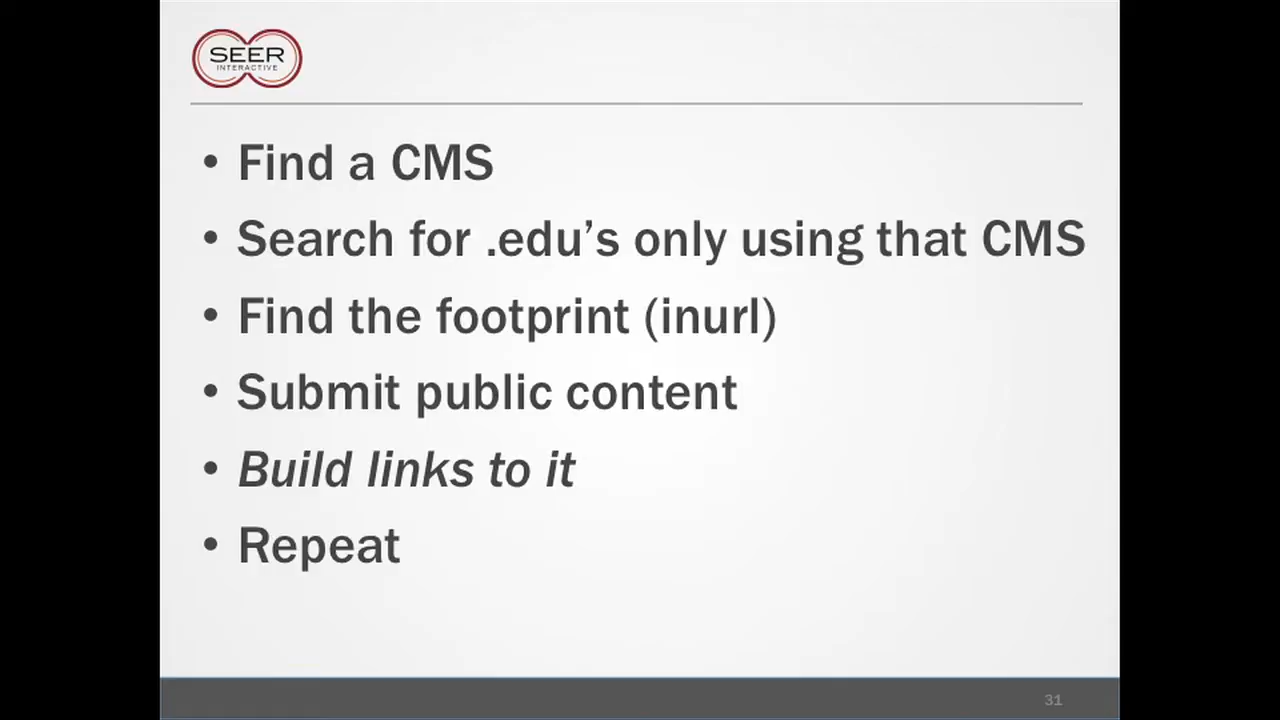 SEER
INTERACTIVE
• Find a CMS
• Search for .edu’s only using that CMS
• Find the footprint (inurl)
• Submit public content
• Build links to it
• Repeat
31